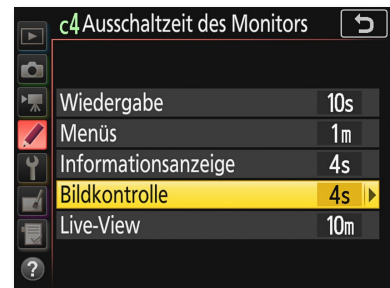 c4 Ausschaltzeit des Monitors
Wiedergabe 10s
Menüs 1m
Informationsanzeige 4s
Bildkontrolle 4s
Live-View 10m
?